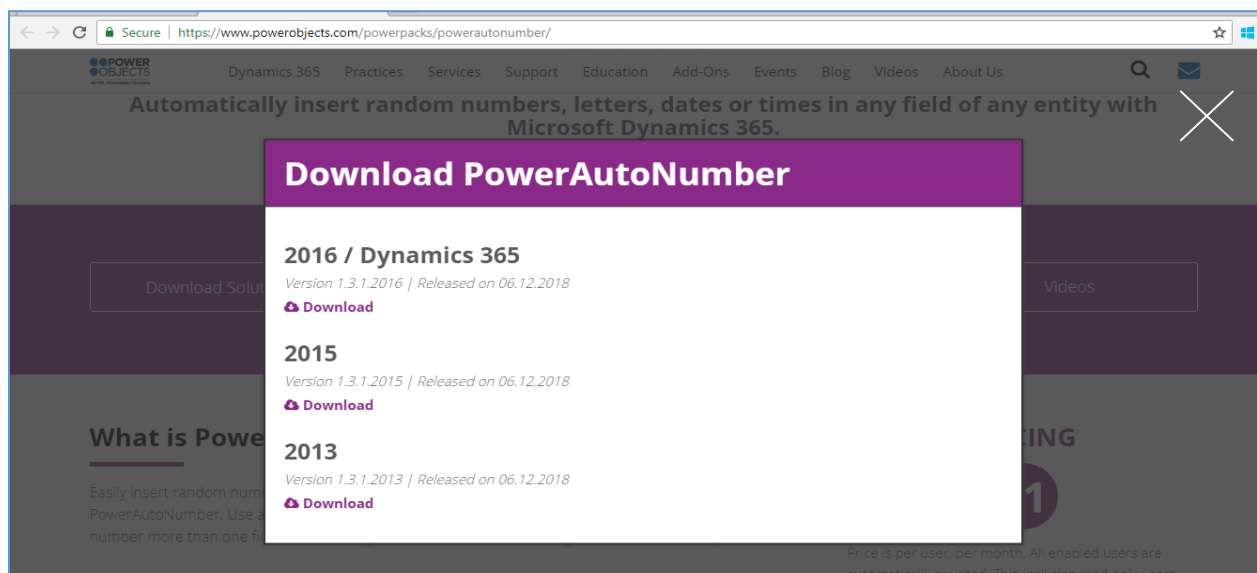 Secure | https://www.powerobjects.com/powerpacks/powerautonumber/
POWER
OBJECTS
Dynamics 365 Practices Services Support Education Add-Ons Events Blog Videos About Us
Automatically insert random numbers, letters, dates or times in any field of any entity with
Microsoft Dynamics 365.
Download PowerAutoNumber
2016 / Dynamics 365
Version 1.3.1.2016 | Released on 06.12.2018
Download
2015
Version 1.3.1.2015 | Released on 06.12.2018
Download
2013
Version 1.3.1.2013 | Released on 06.12.2018
Download
Download Solut
Videos
What is Powe
Easily insert random num
PowerAutoNumber. Use a
number more than one fi
ING
1
Price is per user, per month. All enabled users are